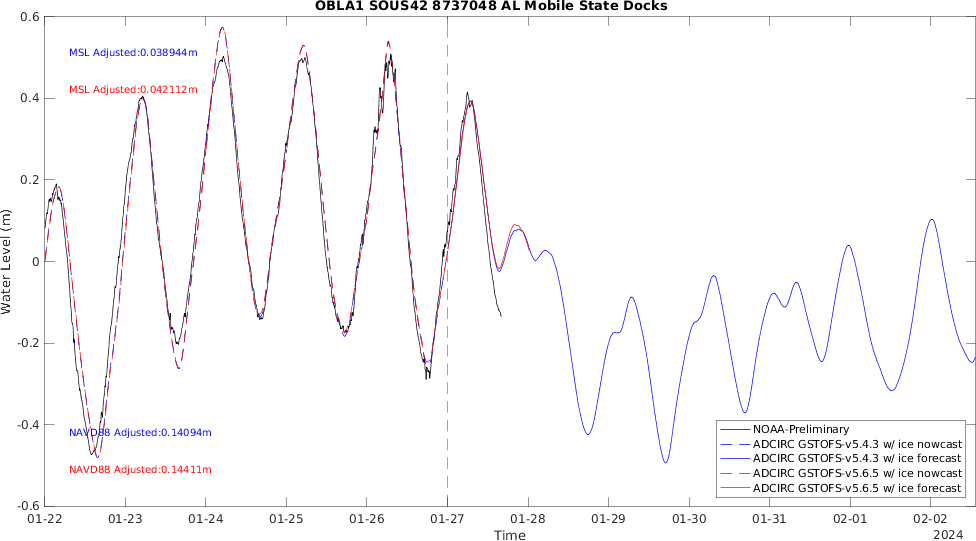 OBLA1 SOUS42 8737048 AL Mobile State Docks
0.6
0.4
0.2
0
-0.2
-0.4
-0.6
Water Level (m)
MSL Adjusted:0.038944m
MSL Adjusted:0.042112m
NAVD88 Adjusted:0.14094m
NAVD88 Adjusted:0.14411m
NOAA-Preliminary
ADCIRC GSTOFS-v5.4.3 w/ ice nowcast
ADCIRC GSTOFS-v5.4.3 w/ ice forecast
ADCIRC GSTOFS-v5.6.5 w/ ice nowcast
ADCIRC GSTOFS-v5.6.5 w/ ice forecast
01-22 01-23 01-24 01-25 01-26 01-27 01-28 01-29 01-30 01-31 02-01 02-02
2024
Time